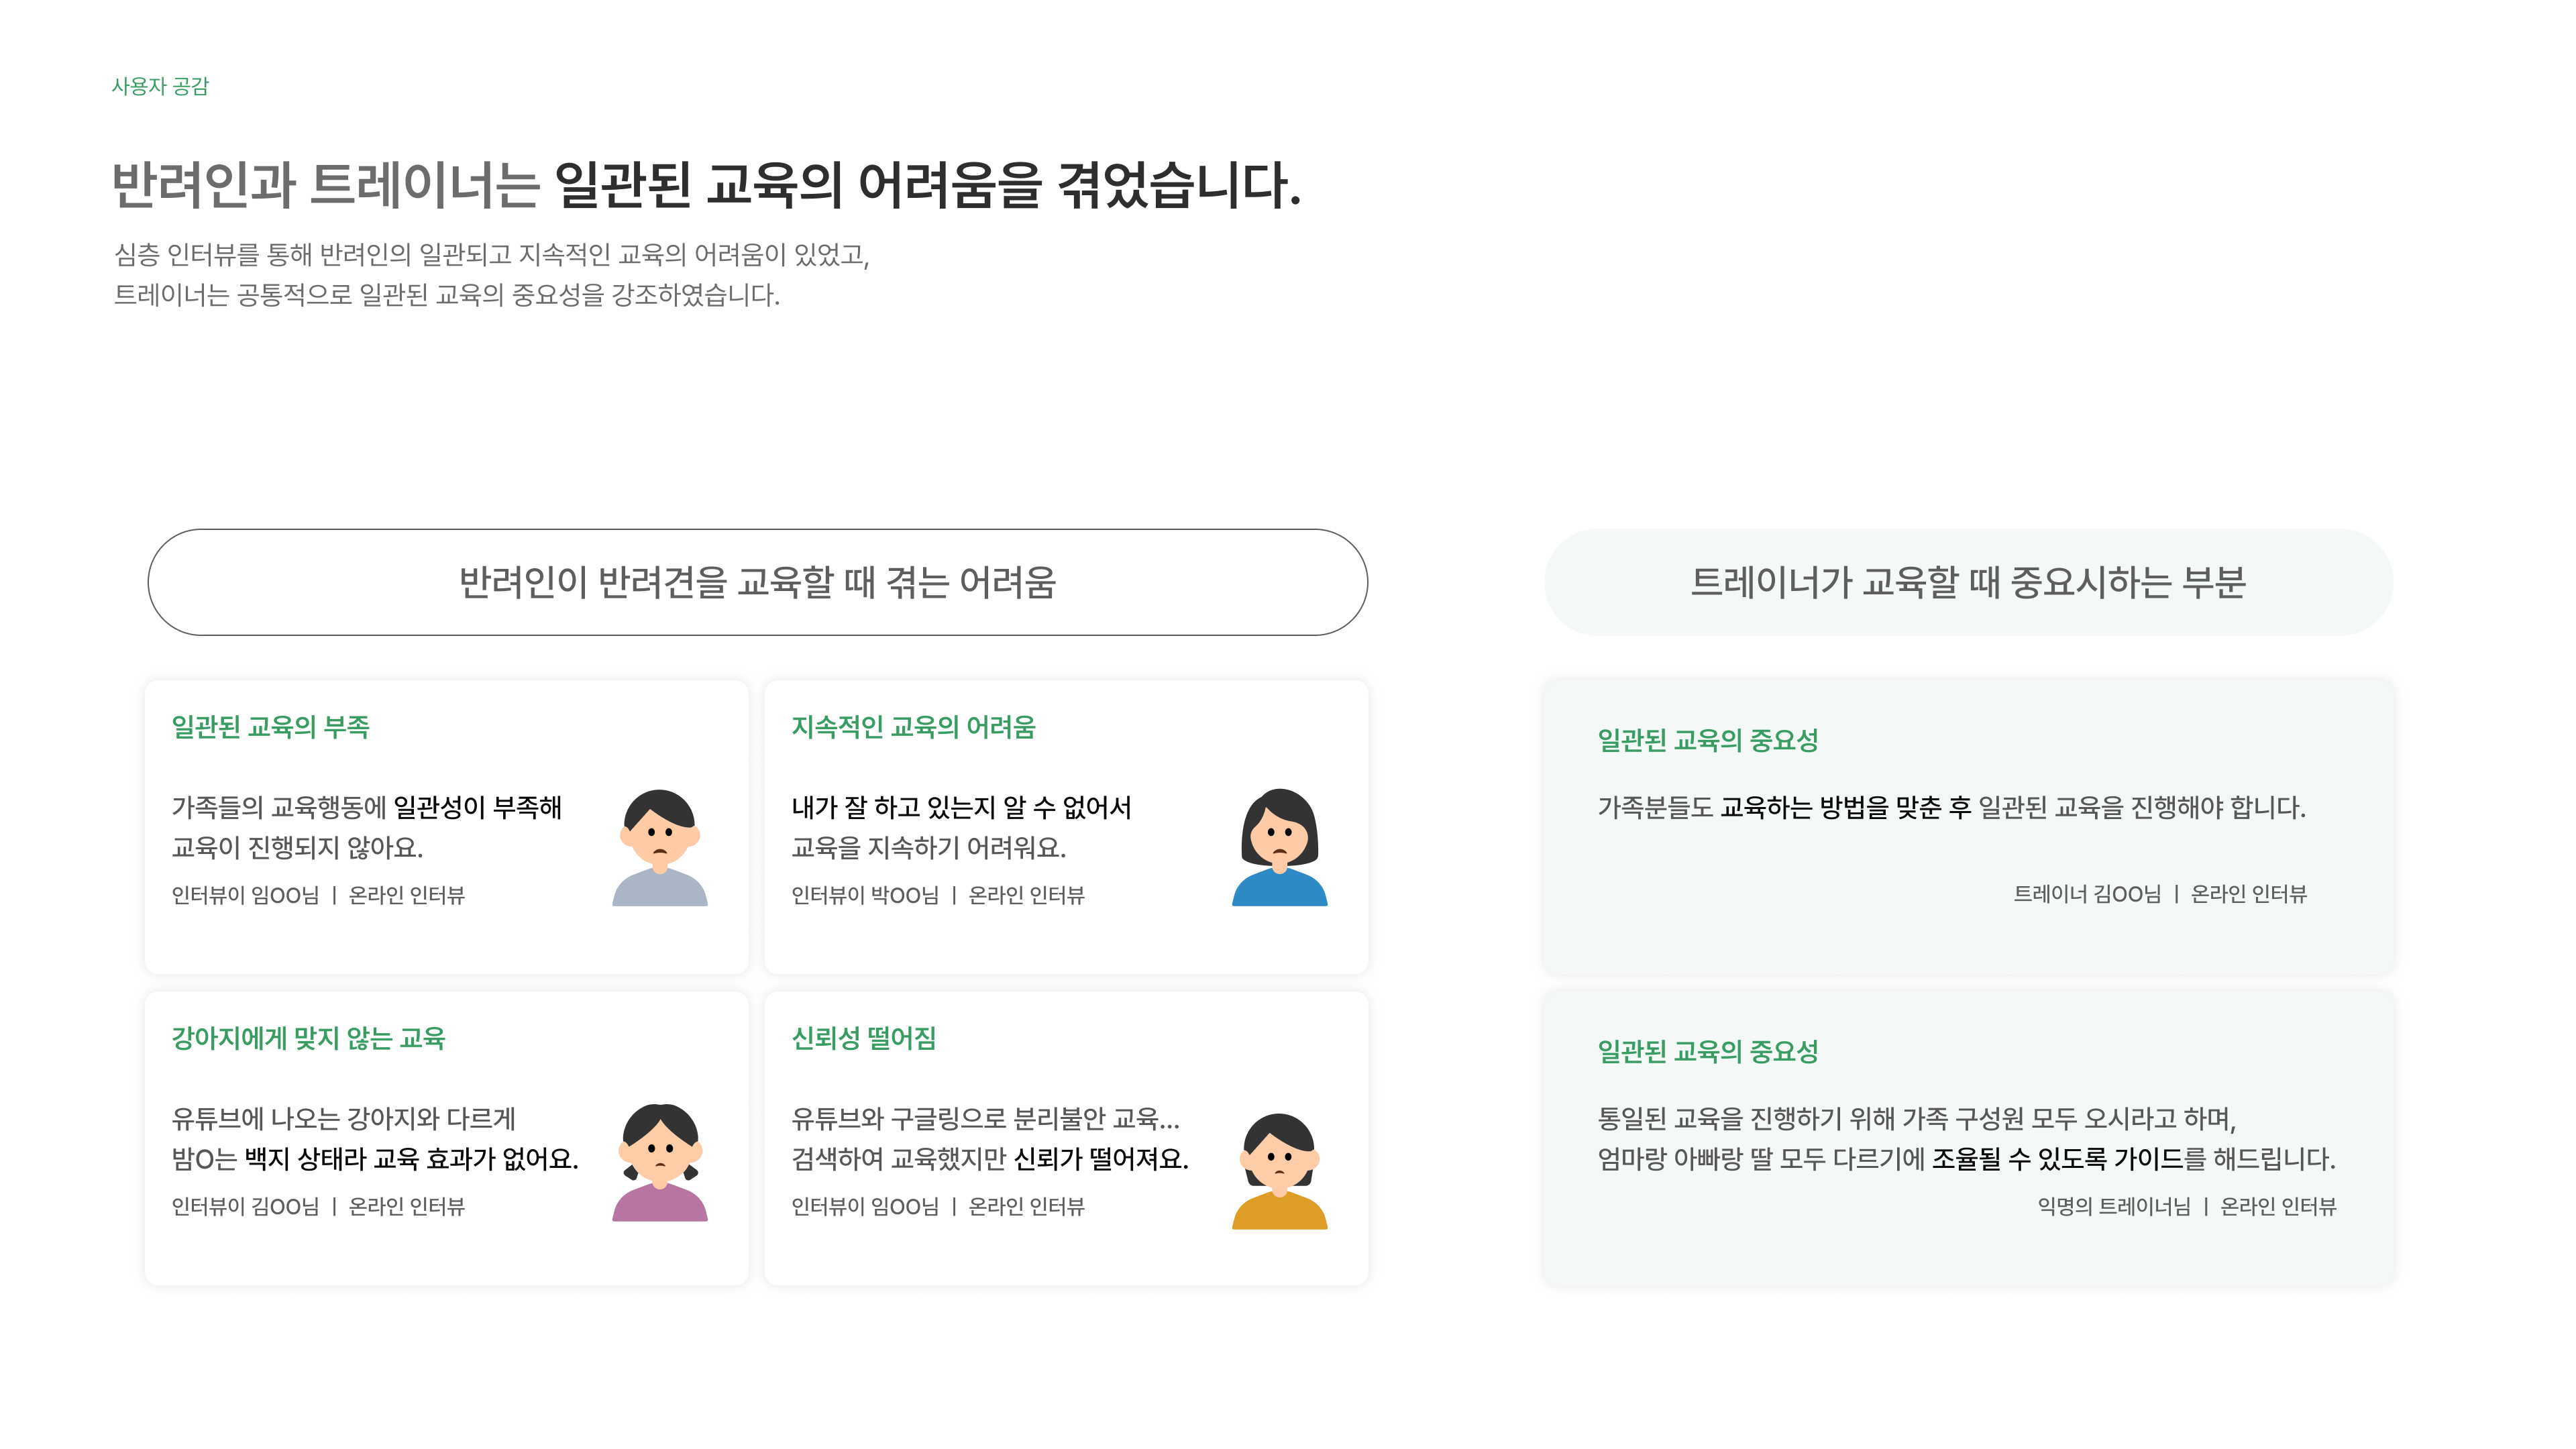 사용자 공감
반려인과 트레이너는 일관된 교육의 어려움을 겪었습니다.
심층 인터뷰를 통해 반려인의 일관되고 지속적인 교육의 어려움이 있었고,
트레이너는 공통적으로 일관된 교육의 중요성을 강조하였습니다.
반려인이 반려견을 교육할 때 겪는 어려움
일관된 교육의 부족
가족들의 교육행동에 일관성이 부족해
교육이 진행되지 않아요.
인터뷰이 임OO님 ㅣ 온라인 인터뷰
지속적인 교육의 어려움
내가 잘 하고 있는지 알 수 없어서
교육을 지속하기 어려워요.
인터뷰이 박OO님 ㅣ 온라인 인터뷰
강아지에게 맞지 않는 교육
유튜브에 나오는 강아지와 다르게
밤O는 백지 상태라 교육 효과가 없어요.
인터뷰이 김OO님 ㅣ 온라인 인터뷰
신뢰성 떨어짐
유튜브와 구글링으로 분리불안 교육...
검색하여 교육했지만 신뢰가 떨어져요.
인터뷰이 임OO님 ㅣ 온라인 인터뷰
트레이너가 교육할 때 중요시하는 부분
일관된 교육의 중요성
가족분들도 교육하는 방법을 맞춘 후 일관된 교육을 진행해야 합니다.
트레이너 김OO님 ㅣ 온라인 인터뷰
일관된 교육의 중요성
통일된 교육을 진행하기 위해 가족 구성원 모두 오시라고 하며,
엄마랑 아빠랑 딸 모두 다르기에 조율될 수 있도록 가이드를 해드립니다.
익명의 트레이너님 ㅣ 온라인 인터뷰